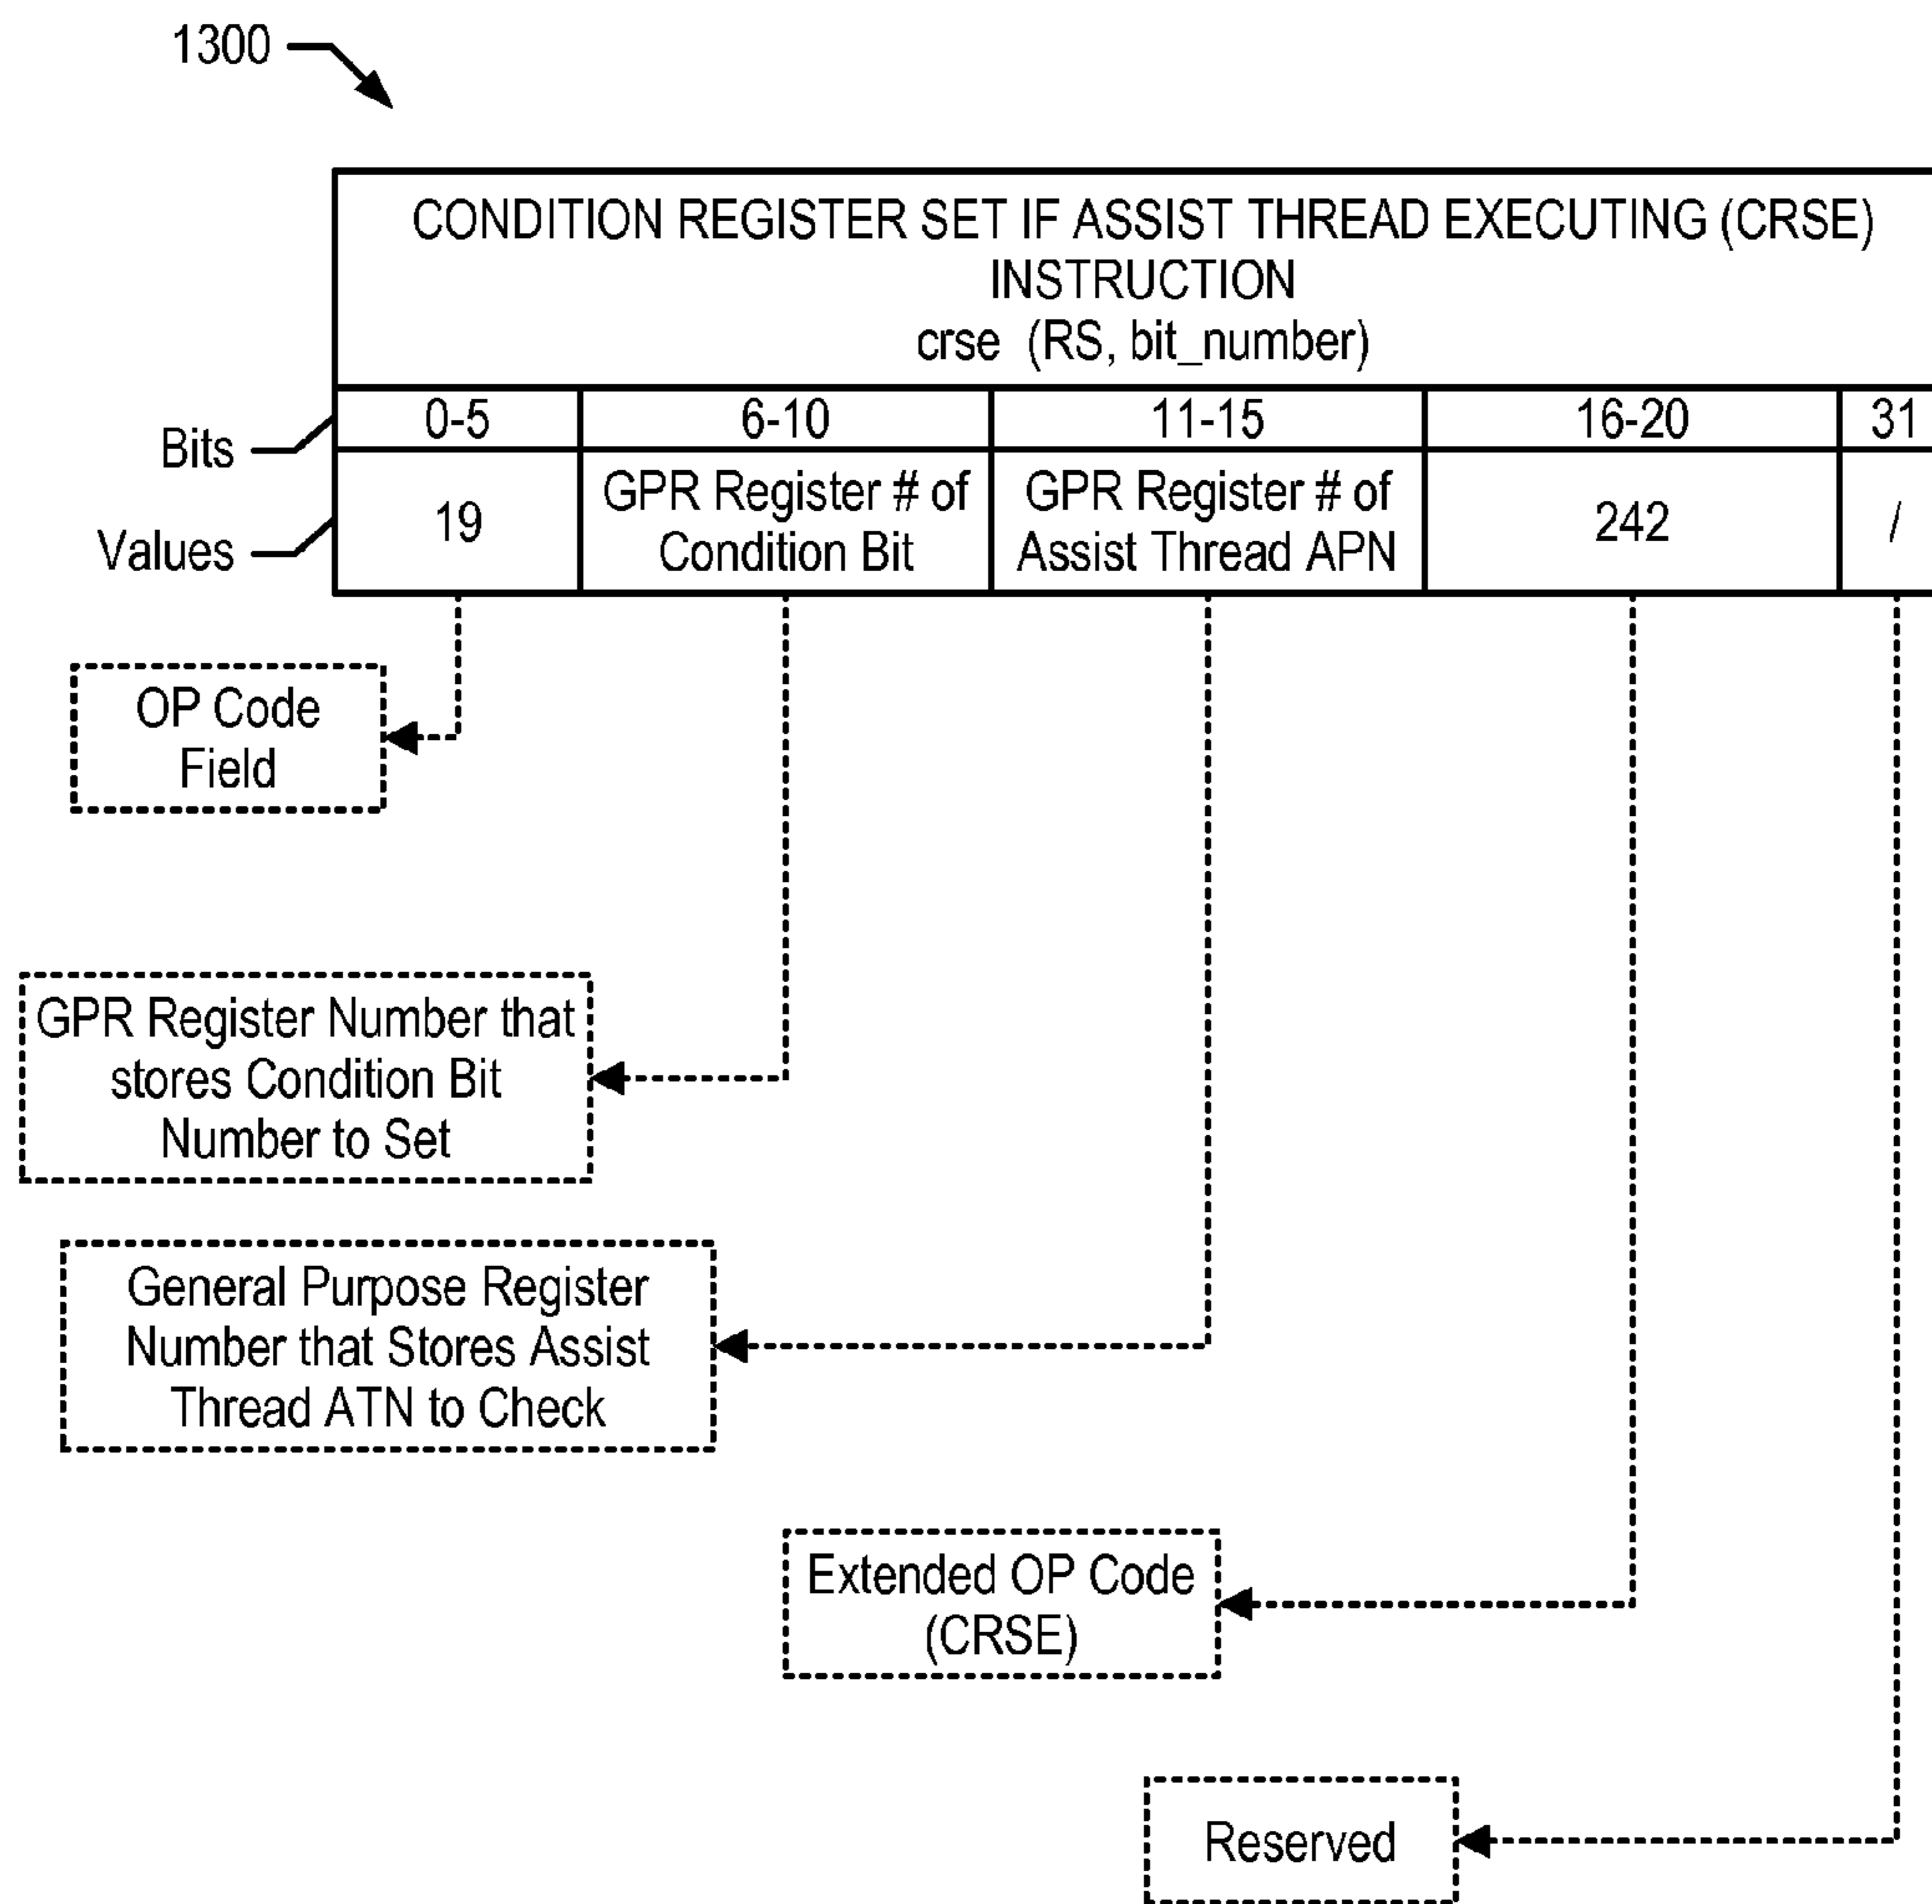 1300
CONDITION REGISTER SET IF ASSIST THREAD EXECUTING (CRSE)
INSTRUCTION
crse (RS, bit_number)
Bits
0-5
6-10
11-15
16-20
31
Values
19
GPR Register # of
Condition Bit
GPR Register # of
Assist Thread APN
242
/
OP Code
Field
GPR Register Number that
stores Condition Bit
Number to Set
General Purpose Register
Number that Stores Assist
Thread ATN to Check
Extended OP Code
(CRSE)
Reserved